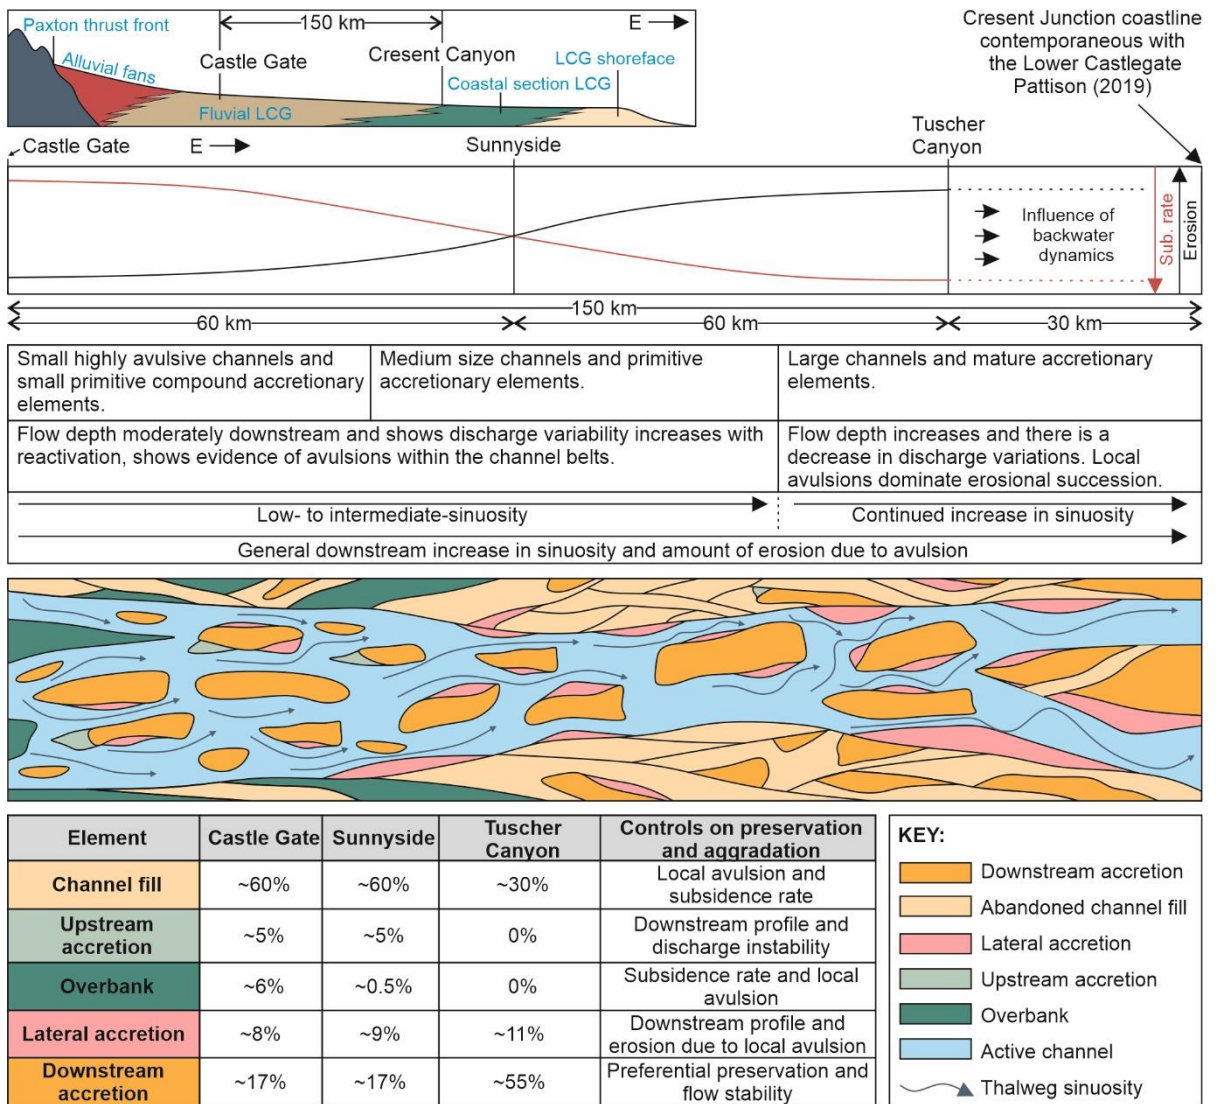 Paxton thrust front
150 km
E
Alluvial fans
Castle Gate
Cresent Canyon
LCG shoreface
Coastal section LCG
Fluvial LCG
Cresent Junction coastline
contemporaneous with
the Lower Castlegate
Pattison (2019)
Castle Gate
E
Sunnyside
Tuscher
Canyon
Influence of
backwater
dynamics
Sub. rate
Erosion
150 km
60 km
60 km
30 km
Small highly avulsive channels and
small primitive compound accretionary
elements.
Medium size channels and primitive
accretionary elements.
Large channels and mature accretionary
elements.
Flow depth moderately downstream and shows discharge variability increases with
reactivation, shows evidence of avulsions within the channel belts.
Flow depth increases and there is a
decrease in discharge variations. Local
avulsions dominate erosional succession.
Low- to intermediate-sinuosity
Continued increase in sinuosity
General downstream increase in sinuosity and amount of erosion due to avulsion
Element
Castle Gate
Sunnyside
Tuscher
Canyon
Controls on preservation
and aggradation
Channel fill
~60%
~60%
~30%
Local avulsion and
subsidence rate
Upstream
accretion
~5%
~5%
0%
Downstream profile and
discharge instability
Overbank
~6%
~0.5%
0%
Subsidence rate and local
avulsion
Lateral accretion
~8%
~9%
~11%
Downstream profile and
erosion due to local avulsion
Downstream
accretion
~17%
~17%
~55%
Preferential preservation and
flow stability
KEY:
Downstream accretion
Abandoned channel fill
Lateral accretion
Upstream accretion
Overbank
Active channel
Thalweg sinuosity